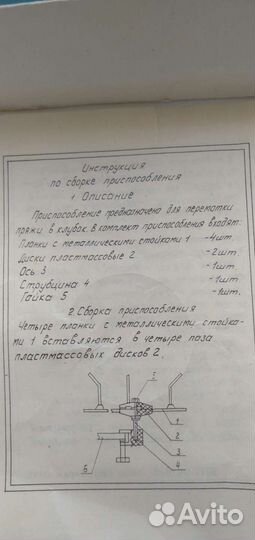 Инструкция
по сборке приспособления
1. Описание
Приспособление предназначено для перемотки
пряжи в клубах. В комплект приспособления входят:
Планки с металлическими стойками 1 -4шт.
Диски пластмассовые 2 -2шт.
Ось 3 -1шт.
Струбцина 4 -1шт.
Гайка 5 -1шт.
2. Сборка приспособления
Четыре планки с металлическими стойка-
ми 1 вставляются в четыре паза
пластмассовых дисков 2,
1
2
3
4
Avito